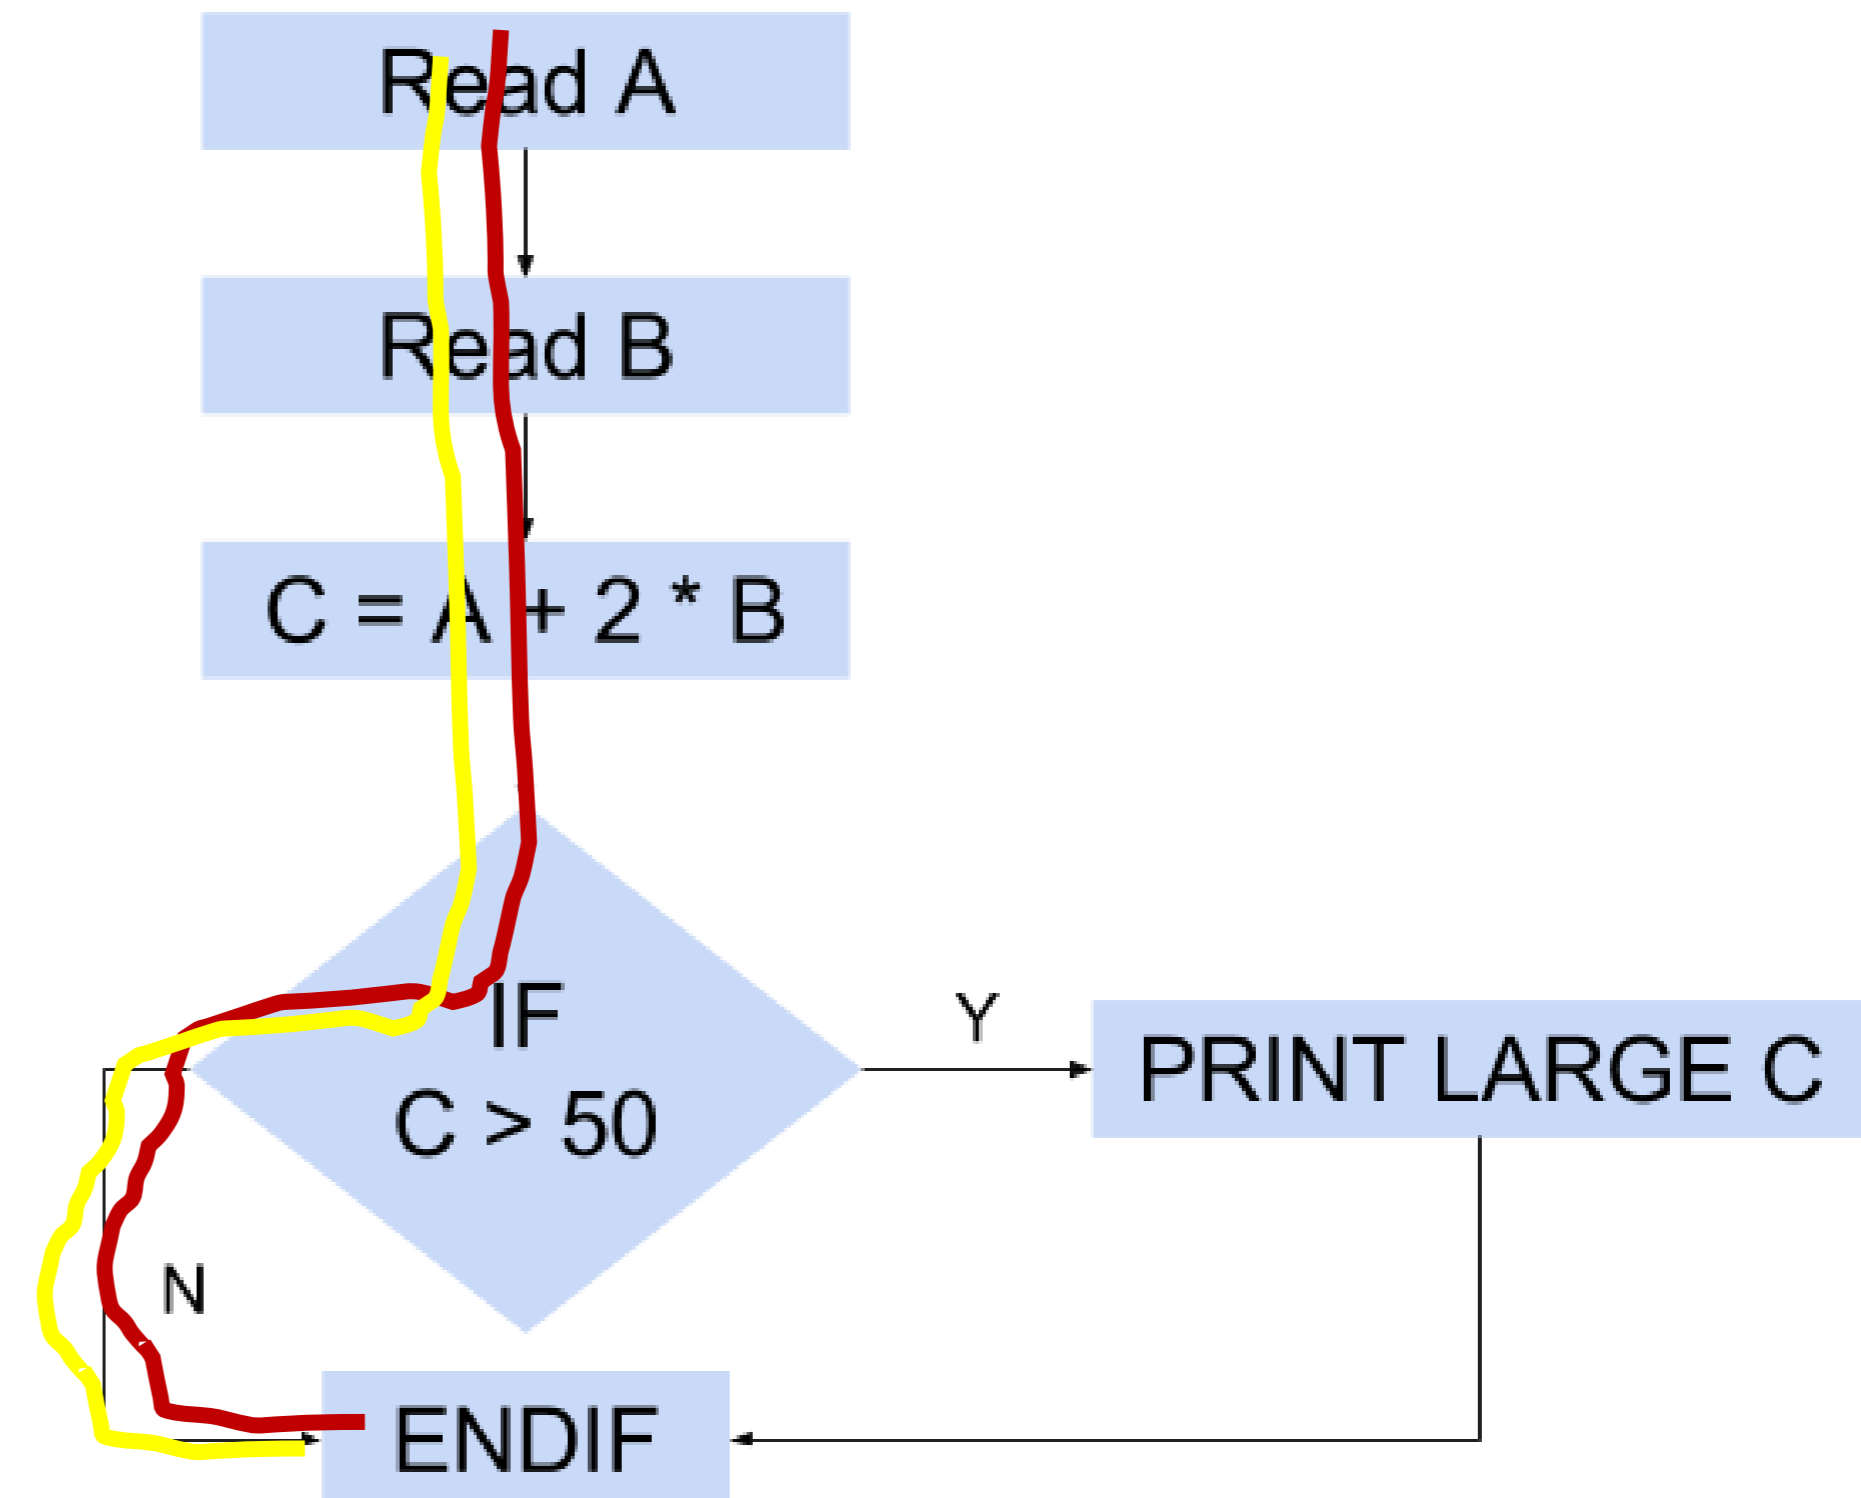 Read A
Read B
C = A + 2 * B
IF
C > 50
Y
PRINT LARGE C
N
ENDIF